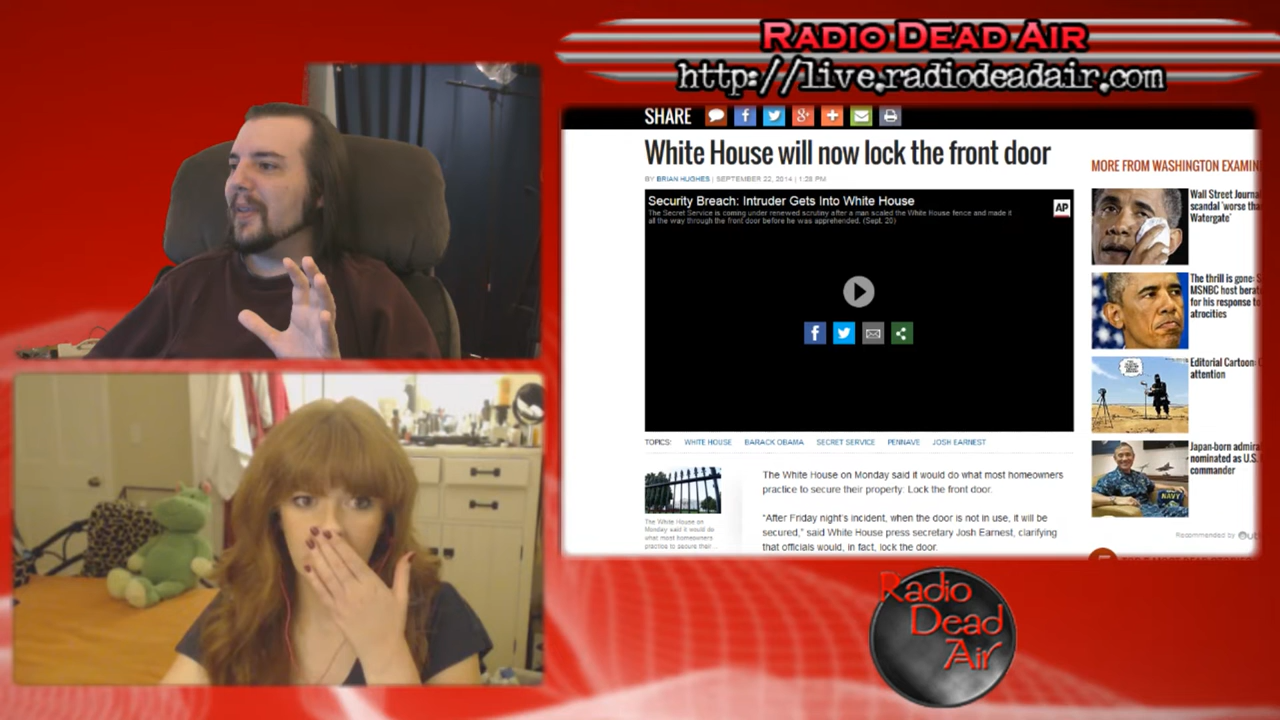 RADIO DEAD AIR
http://live.radiodeadair.com
SHARE
White House will now lock the front door
BY BRIAN HUGHES | SEPTEMBER 22, 2014 | 1:28 PM
Security Breach: Intruder Gets Into White House
The Secret Service is coming under renewed scrutiny after a man scaled the White House fence and made it
all the way through the front door before he was apprehended. (Sept. 20)
AP
TOPICS: WHITE HOUSE BARACK OBAMA SECRET SERVICE PENNAVE JOSH EARNEST
The White House on
Monday said it would do
what most homeowners
practice to secure their ...
The White House on Monday said it would do what most homeowners
practice to secure their property: Lock the front door.
“After Friday night's incident, when the door is not in use, it will be
secured,” said White House press secretary Josh Earnest, clarifying
that officials would, in fact, lock the door.
MORE FROM WASHINGTON EXAMIN
Wall Street Journa
scandal 'worse tha
Watergate'
The thrill is gone: S
MSNBC host berat
for his response to
atrocities
Editorial Cartoon:
attention
Japan-born admira
nominated as U.S.
commander
NAVY
Recommended by
Radio
Dead
Air